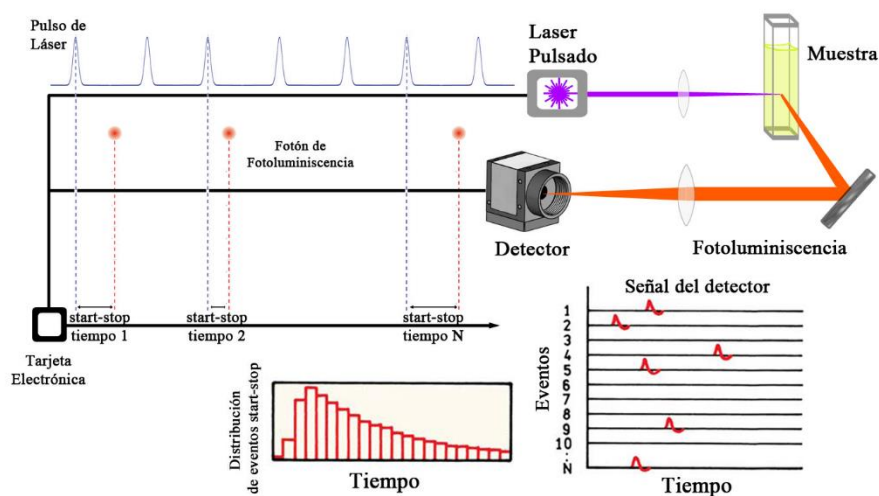 Pulso de
Láser
Laser
Pulsado
Muestra
Fotón de
Fotoluminiscencia
Detector
Fotoluminiscencia
start-stop
tiempo 1
start-stop
tiempo 2
start-stop
tiempo N
Tarjeta
Electrónica
Distribución
de eventos start-stop
Tiempo
Señal del detector
Eventos
1
2
3
4
5
6
7
8
9
10
.
N
Tiempo